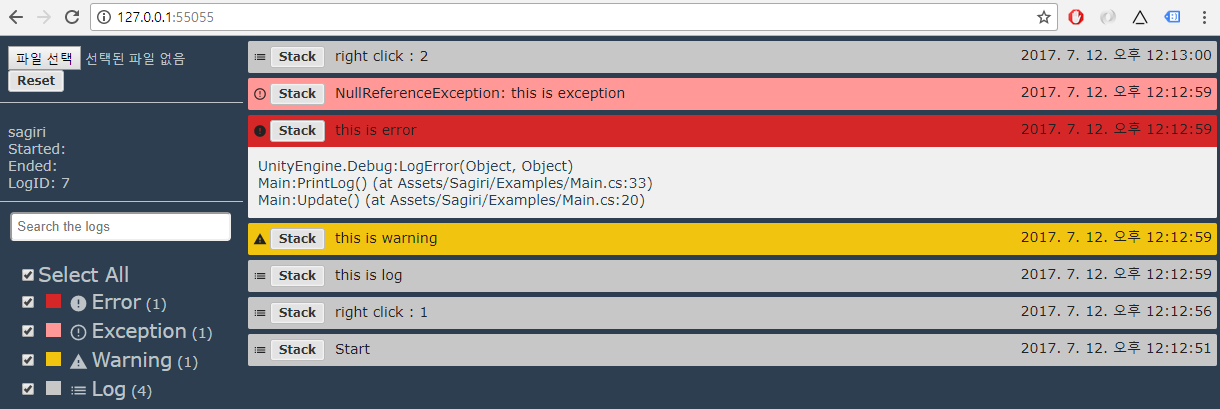 127.0.0.1:55055
파일 선택 선택된 파일 없음
Reset
sagiri
Started:
Ended:
LogID: 7
Search the logs
Select All
Error (1)
Exception (1)
Warning (1)
Log (4)
Stack right click : 2 2017. 7. 12. 오후 12:13:00
Stack NullReferenceException: this is exception 2017. 7. 12. 오후 12:12:59
Stack this is error 2017. 7. 12. 오후 12:12:59
UnityEngine.Debug:LogError(Object, Object)
Main:PrintLog() (at Assets/Sagiri/Examples/Main.cs:33)
Main:Update() (at Assets/Sagiri/Examples/Main.cs:20)
Stack this is warning 2017. 7. 12. 오후 12:12:59
Stack this is log 2017. 7. 12. 오후 12:12:59
Stack right click : 1 2017. 7. 12. 오후 12:12:56
Stack Start 2017. 7. 12. 오후 12:12:51